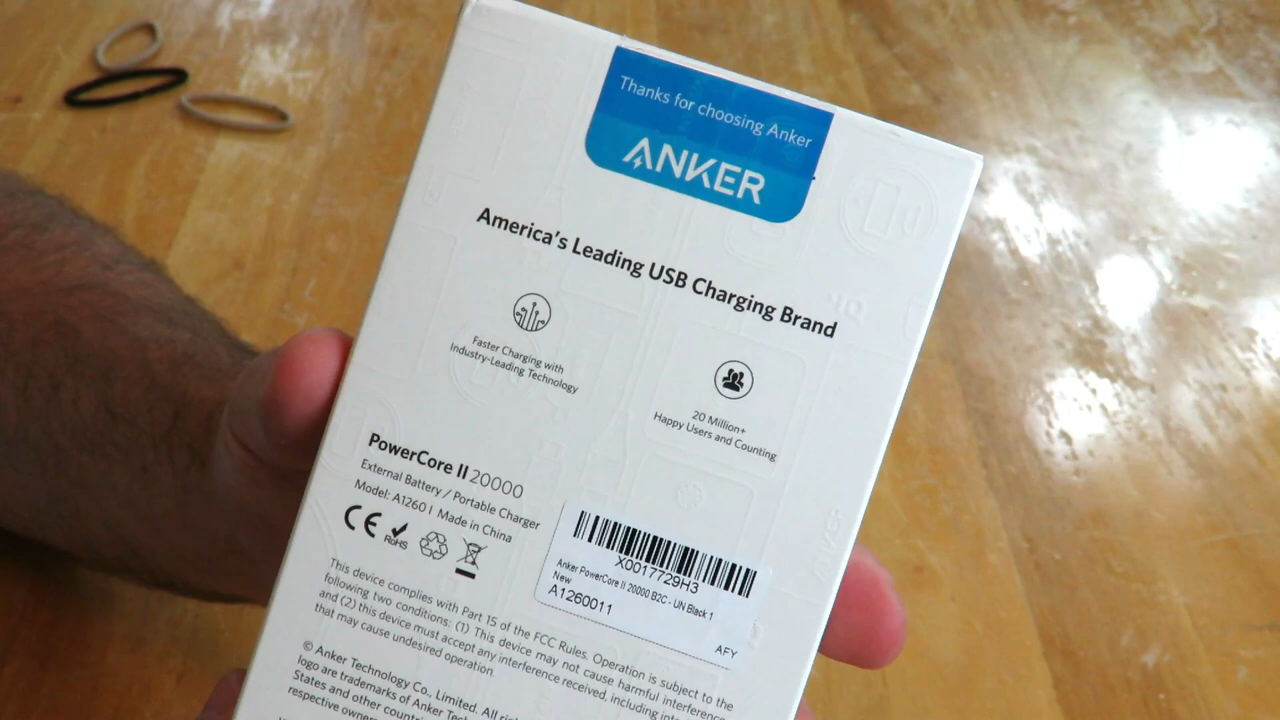 Thanks for choosing Anker
ANKER
America's Leading USB Charging Brand
Faster Charging with
Industry-Leading Technology
20 Million+
Happy Users and Counting
PowerCore II 20000
External Battery / Portable Charger
Model: A1260 I Made in China
CE RoHS
X0017729H3
Anker PowerCore II 20000 B2C - UN Black 1
New
A1260011
AFY
This device complies with Part 15 of the FCC Rules. Operation is subject to the
following two conditions: (1) This device may not cause harmful interference,
and (2) this device must accept any interference received, including
that may cause undesired operation.
© Anker Technology Co., Limited. All
logo are trademarks of Anker
States and other
respective
ANKER